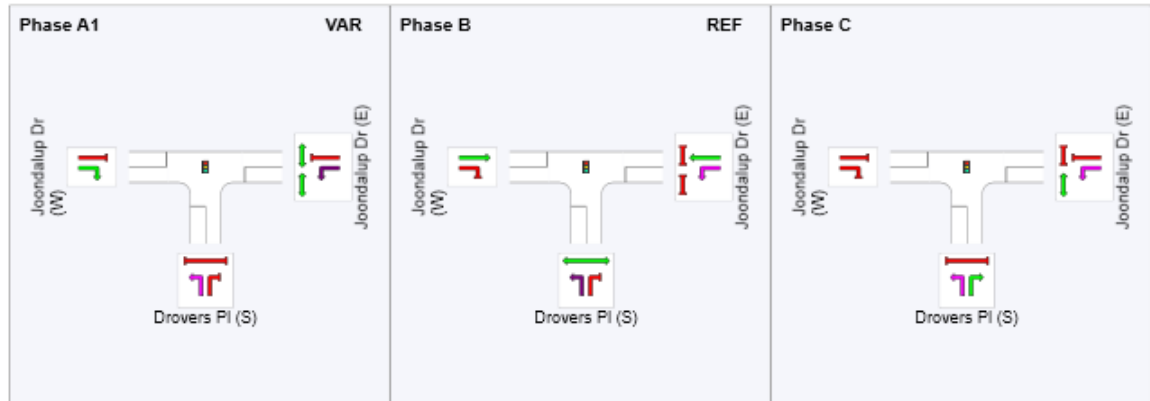 Phase A1 VAR
Joondalup Dr
(W)
Joondalup Dr (E)
Drovers Pl (S)
Phase B REF
Joondalup Dr
(W)
Joondalup Dr (E)
Drovers Pl (S)
Phase C
Joondalup Dr
(W)
Joondalup Dr (E)
Drovers Pl (S)